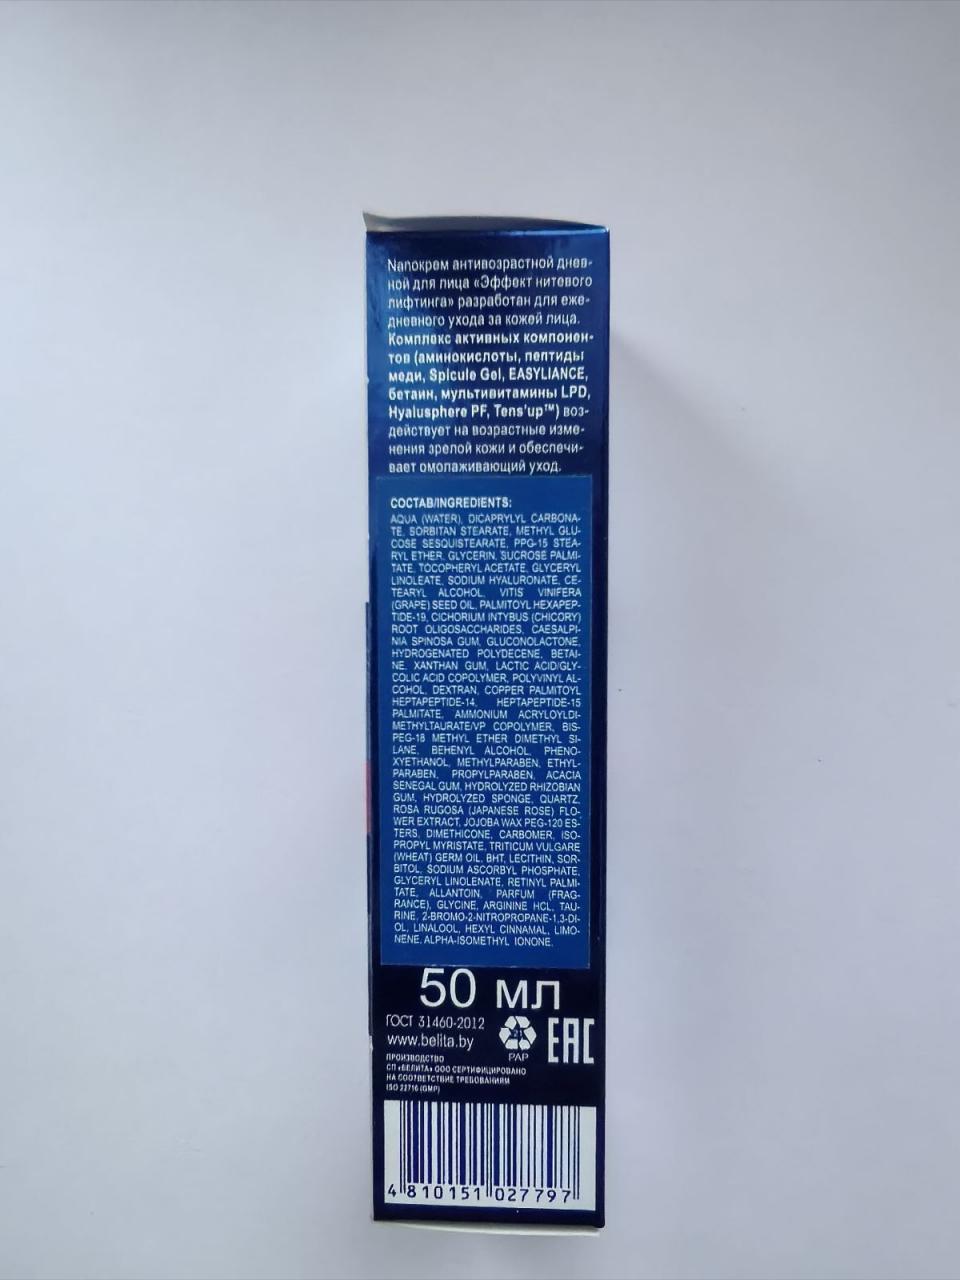 Nanoкрем антивозрастной днев-
ной для лица «Эффект нитевого
лифтинга» разработан для еже-
дневного ухода за кожей лица.
Комплекс активных компонен-
тов (аминокислоты, пептиды
меди, Spicule Gel, EASYLIANCE,
бетаин, мультивитамины LPD,
Hyalusphere PF, Tens'up™) воз-
действует на возрастные изме-
нения зрелой кожи и обеспечи-
вает омолаживающий уход.
СОСТАВ/INGREDIENTS:
AQUA (WATER), DICAPRYLYL CARBONA-
TE, SORBITAN STEARATE, METHYL GLU-
COSE SESQUISTEARATE, PPG-15 STEA-
RYL ETHER, GLYCERIN, SUCROSE PALMI-
TATE, TOCOPHERYL ACETATE, GLYCERYL
LINOLEATE, SODIUM HYALURONATE, CE-
TEARYL ALCOHOL, VITIS VINIFERA
(GRAPE) SEED OIL, PALMITOYL HEXAPEP-
TIDE-19, CICHORIUM INTYBUS (CHICORY)
ROOT OLIGOSACCHARIDES, CAESALPI-
NIA SPINOSA GUM, GLUCONOLACTONE,
HYDROGENATED POLYDECENE, BETAI-
NE, XANTHAN GUM, LACTIC ACID/GLY-
COLIC ACID COPOLYMER, POLYVINYL AL-
COHOL, DEXTRAN, COPPER PALMITOYL
HEPTAPEPTIDE-14, HEPTAPEPTIDE-15
PALMITATE, AMMONIUM ACRYLOYLDI-
METHYLTAURATE/VP COPOLYMER, BIS-
PEG-18 METHYL ETHER DIMETHYL SI-
LANE, BEHENYL ALCOHOL, PHENO-
XYETHANOL, METHYLPARABEN, ETHYL-
PARABEN, PROPYLPARABEN, ACACIA
SENEGAL GUM, HYDROLYZED RHIZOBIAN
GUM, HYDROLYZED SPONGE, QUARTZ,
ROSA RUGOSA (JAPANESE ROSE) FLO-
WER EXTRACT, JOJOBA WAX PEG-120 ES-
TERS, DIMETHICONE, CARBOMER, ISO-
PROPYL MYRISTATE, TRITICUM VULGARE
(WHEAT) GERM OIL, BHT, LECITHIN, SOR-
BITOL, SODIUM ASCORBYL PHOSPHATE,
GLYCERYL LINOLENATE, RETINYL PALMI-
TATE, ALLANTOIN, PARFUM (FRAG-
RANCE), GLYCINE, ARGININE HCL, TAU-
RINE, 2-BROMO-2-NITROPROPANE-1,3-DI-
OL, LINALOOL, HEXYL CINNAMAL, LIMO-
NENE, ALPHA-ISOMETHYL IONONE.
50 мл
ГОСТ 31460-2012
www.belita.by
21
PAP
EAC
ПРОИЗВОДСТВО
СП «БЕЛИТА» ООО СЕРТИФИЦИРОВАНО
НА СООТВЕТСТВИЕ ТРЕБОВАНИЯМ
ISO 22716 (GMP)
4 810151 027797